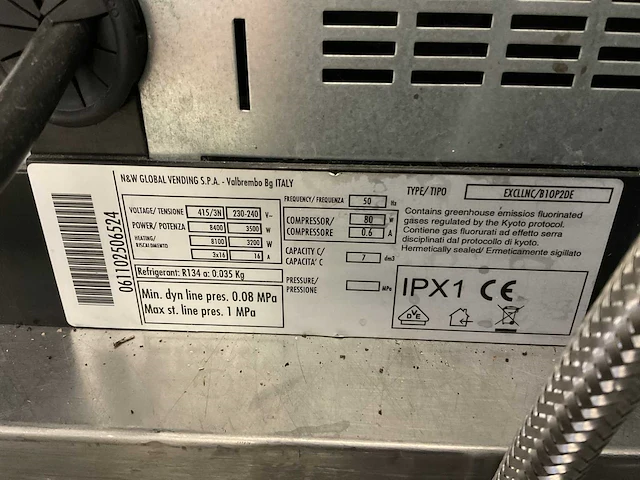 N&W GLOBAL VENDING S.P.A. - Valbrembo Bg ITALY
061102506524
VOLTAGE/ TENSIONE 415/3N 230-240 V~
POWER/ POTENZA 8400 3500 W
HEATING/ RISCALDAMENTO 8100 3200 W
3x16 16 A
Refrigerant: R134 a: 0.035 Kg
Min. dyn line pres. 0.08 MPa
Max st. line pres. 1 MPa
FREQUENCY/ FREQUENZA 50 Hz
COMPRESSOR/ 80 W
COMPRESSORE 0.6 A
CAPACITY C/
CAPACITA' C 7 dm3
PRESSURE/
PRESSIONE MPa
TYPE/ TIPO EXCLLNC/B10P2DE
Contains greenhouse emissios fluorinated
gases regulated by the Kyoto protocol.
Contiene gas fluorurati ad effetto serra
disciplinati dal protocollo di kyoto.
Hermetically sealed/ Ermeticamente sigillato
IPX1 CE
DVE